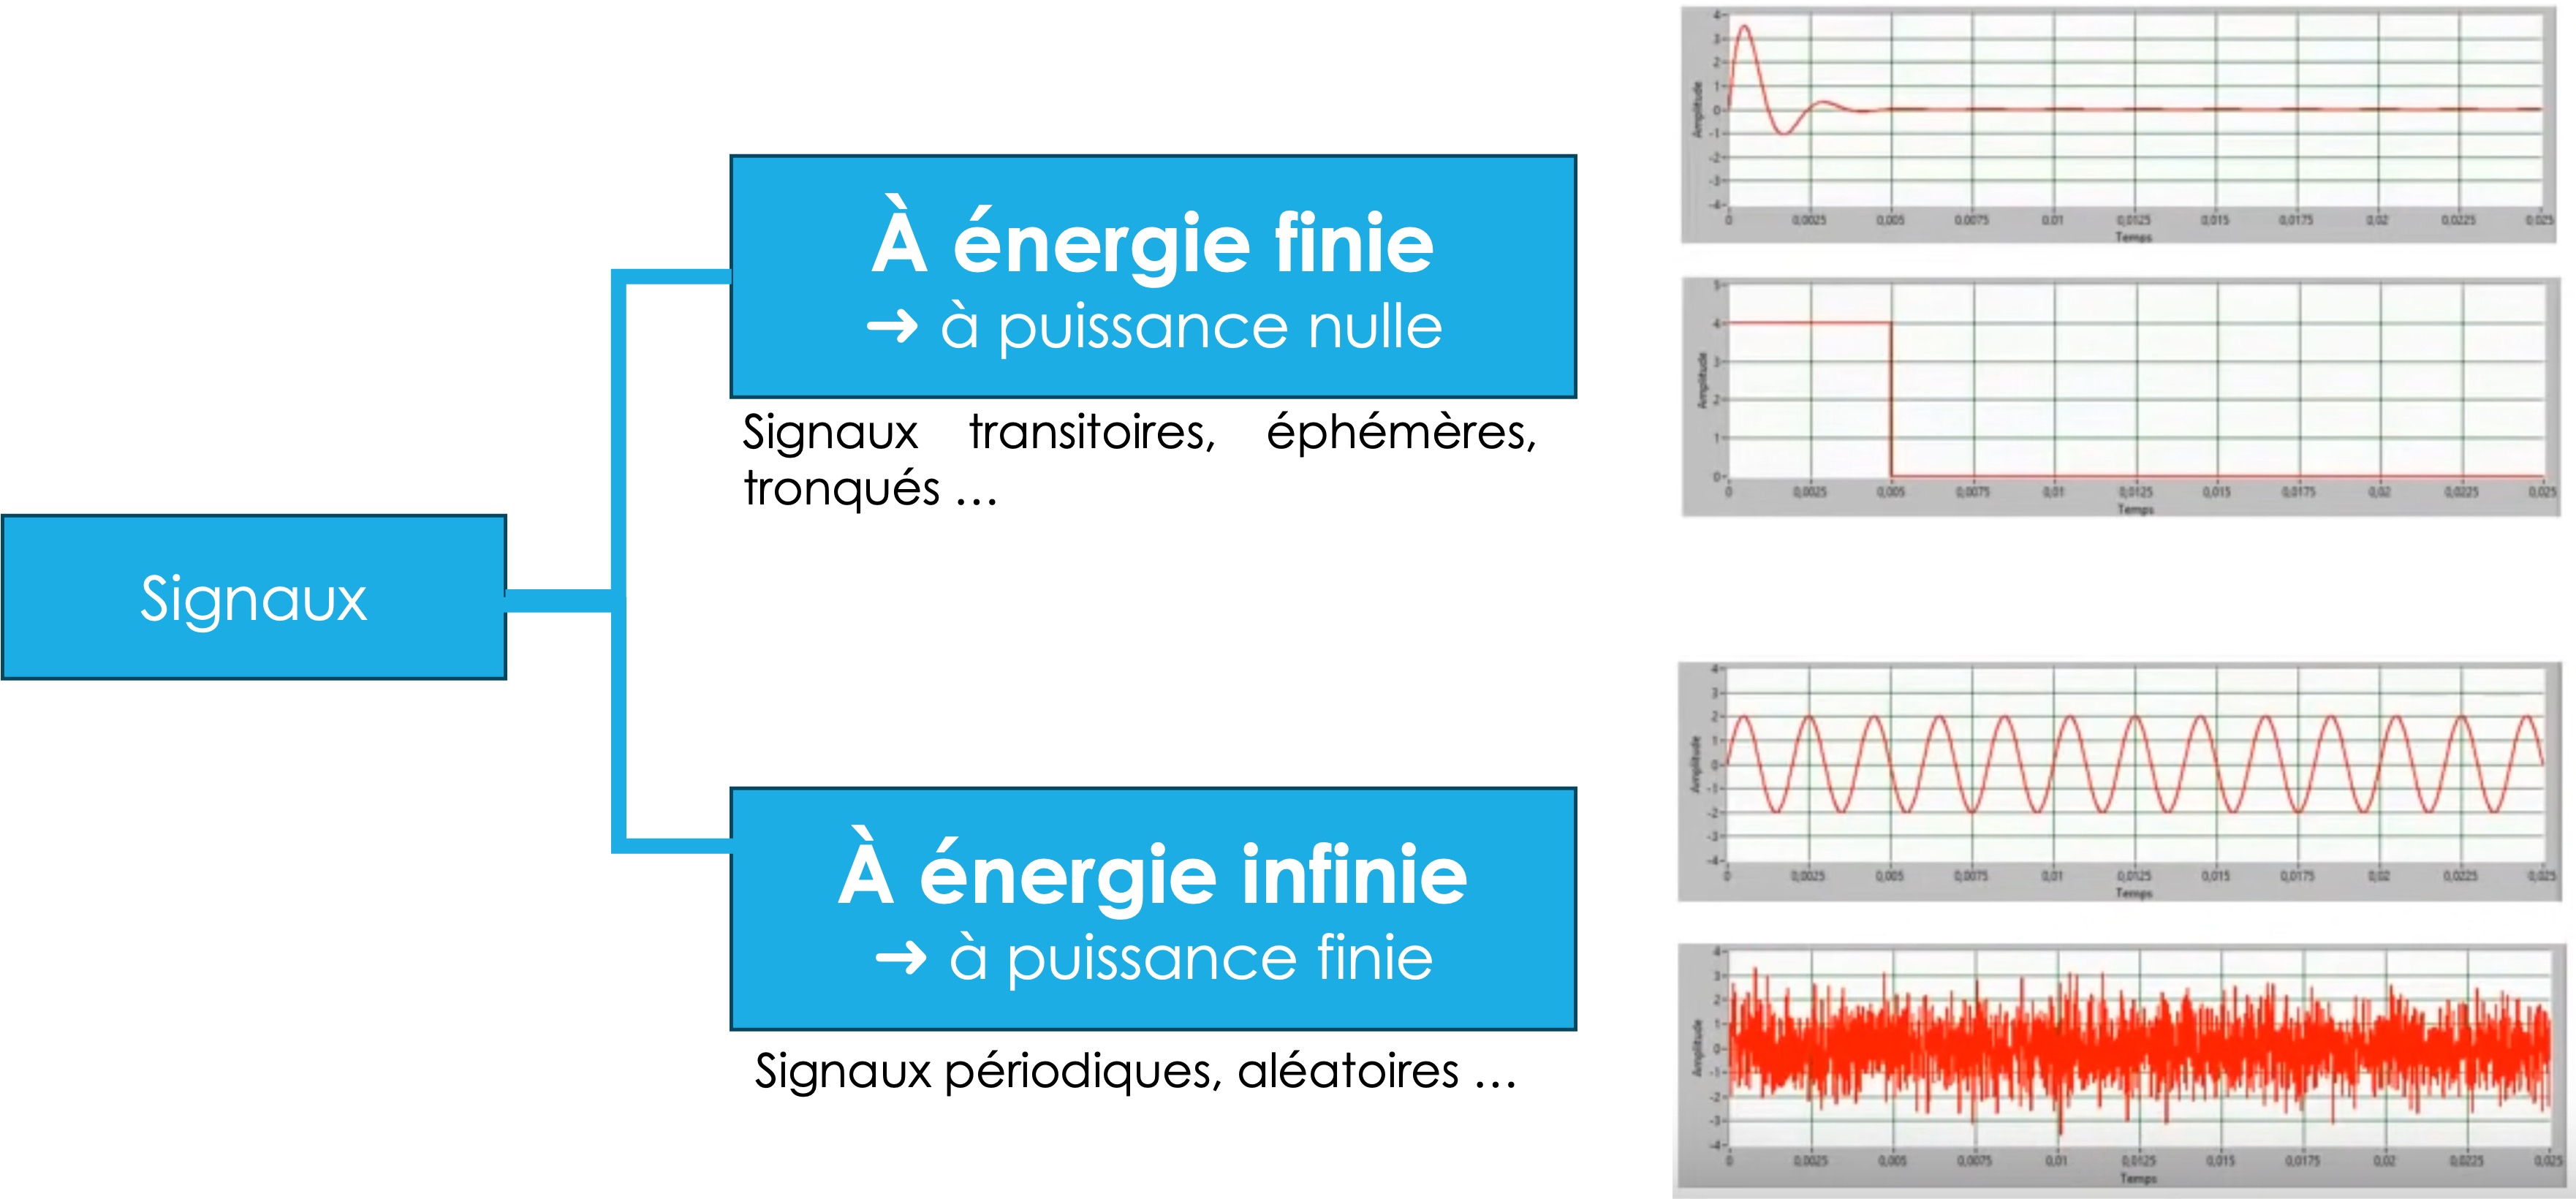 À énergie finie
➜ à puissance nulle
Signaux transitoires, éphémères,
tronqués ...
Signaux
À énergie infinie
➜ à puissance finie
Signaux périodiques, aléatoires ...
4
3
2
1
0
-1
-2
-3
-4
Amplitude
0 0,0025 0,005 0,0075 0,01 0,0125 0,015 0,0175 0,02 0,0225 0,025
Temps
5
4
3
2
1
0
Amplitude
0 0,0025 0,005 0,0075 0,01 0,0125 0,015 0,0175 0,02 0,0225 0,025
Temps
4
3
2
1
0
-1
-2
-3
-4
Amplitude
0 0,0025 0,005 0,0075 0,01 0,0125 0,015 0,0175 0,02 0,0225 0,025
Temps
4
3
2
1
0
-1
-2
-3
-4
Amplitude
0 0,0025 0,005 0,0075 0,01 0,0125 0,015 0,0175 0,02 0,0225 0,025
Temps